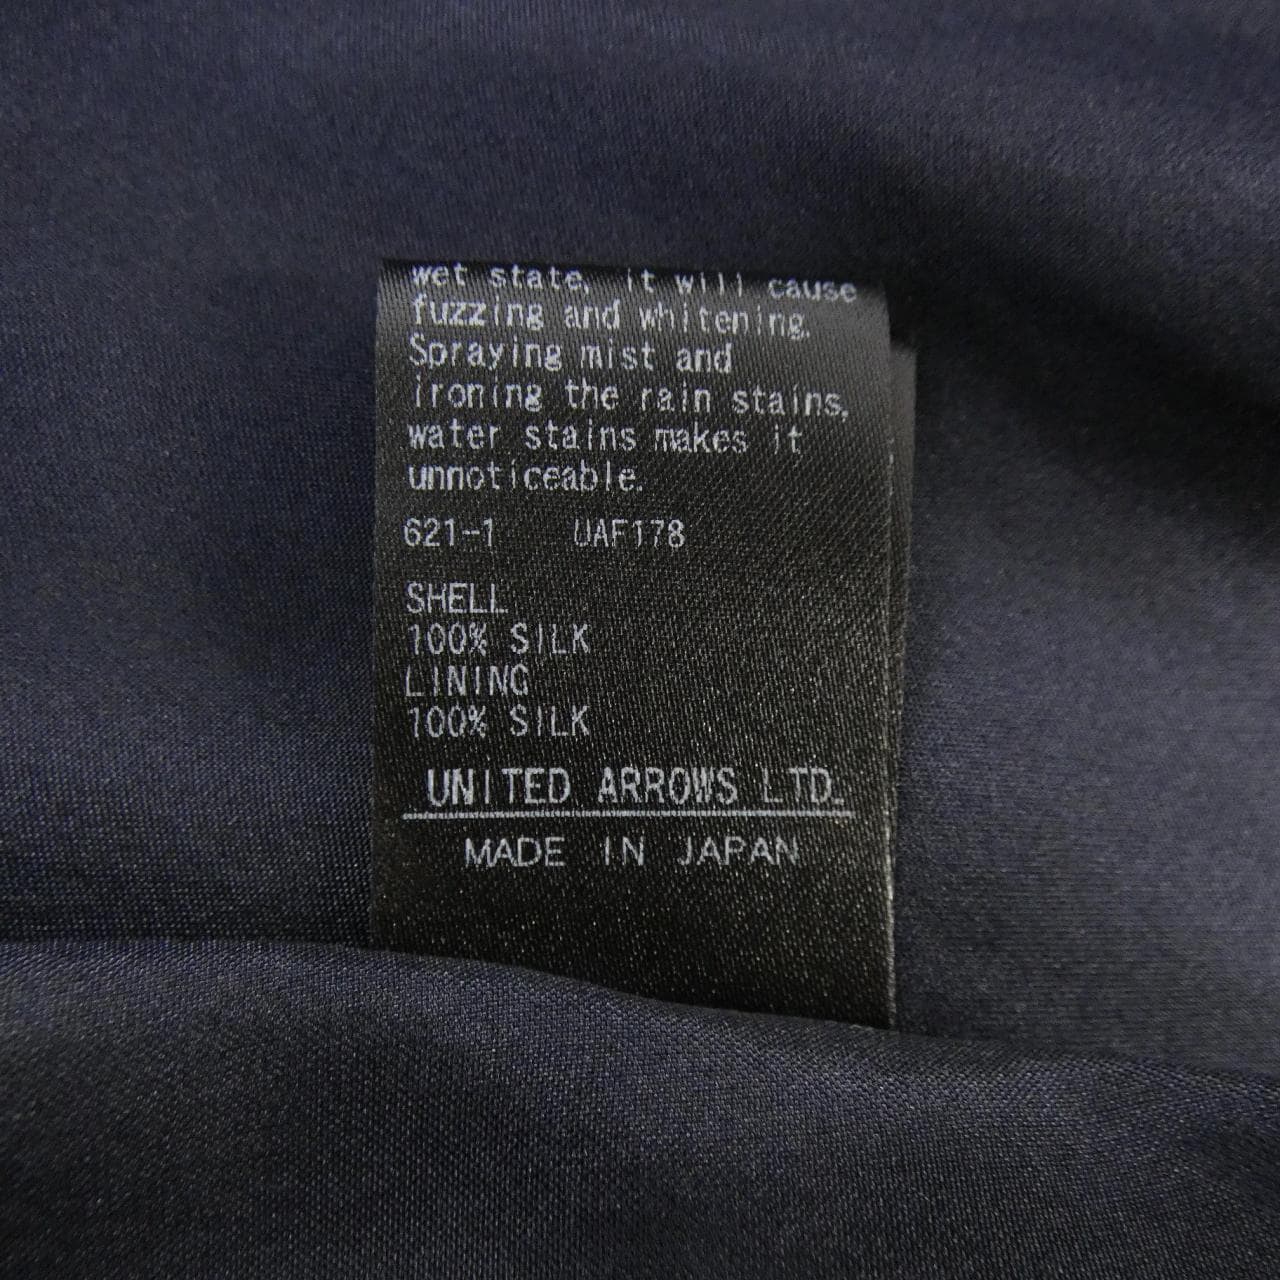 wet state, it will cause
fuzzing and whitening.
Spraying mist and
ironing the rain stains,
water stains makes it
unnoticeable.
621-1 UAF178
SHELL
100% SILK
LINING
100% SILK
UNITED ARROWS LTD.
MADE IN JAPAN